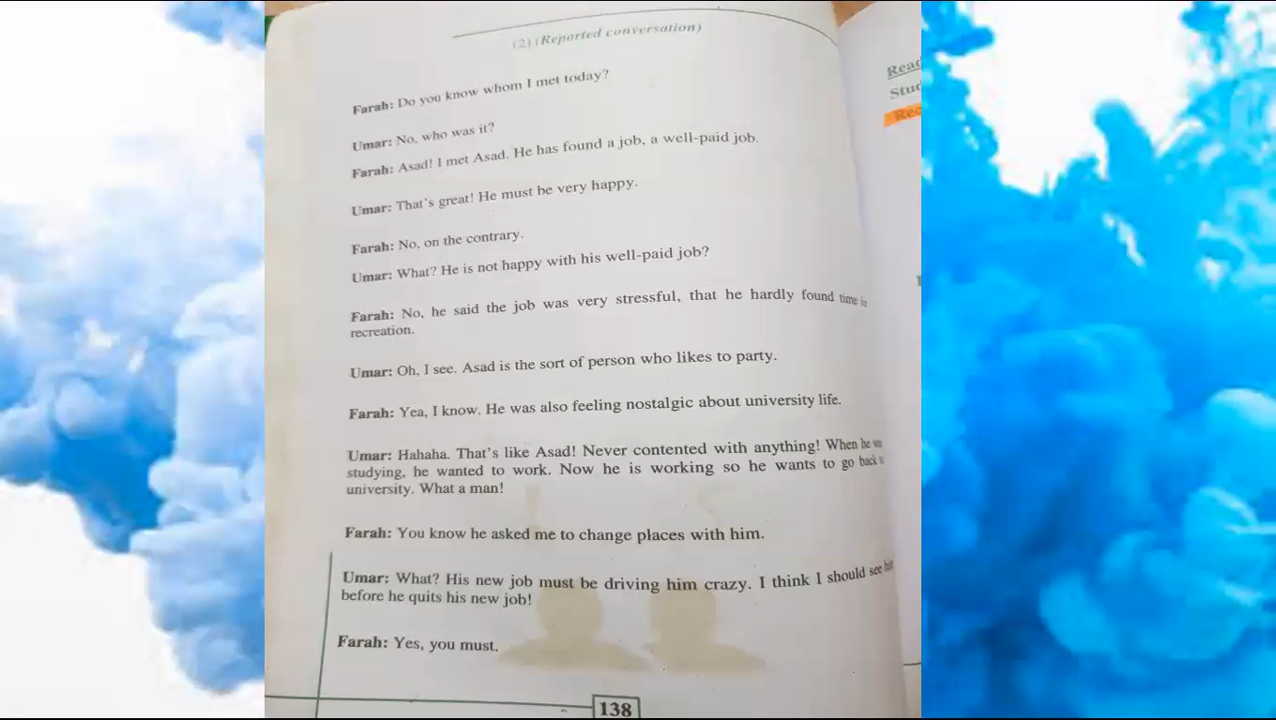 (2) (Reported conversation)
Farah: Do you know whom I met today?
Umar: No, who was it?
Farah: Asad! I met Asad. He has found a job, a well-paid job.
Umar: That's great! He must be very happy.
Farah: No, on the contrary.
Umar: What? He is not happy with his well-paid job?
Farah: No, he said the job was very stressful, that he hardly found time
recreation.
Umar: Oh, I see. Asad is the sort of person who likes to party.
Farah: Yea, I know. He was also feeling nostalgic about university life.
Umar: Hahaha. That's like Asad! Never contented with anything! When he
studying, he wanted to work. Now he is working so he wants to go back
university. What a man!
Farah: You know he asked me to change places with him.
Umar: What? His new job must be driving him crazy. I think I should see
before he quits his new job!
Farah: Yes, you must.
138